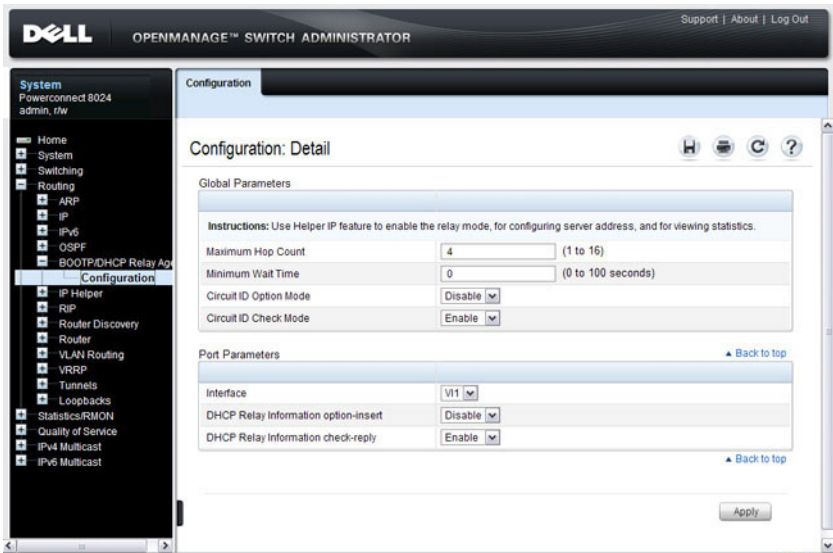 Support | About | Log Out
DELL
OPENMANAGE™ SWITCH ADMINISTRATOR
System
Powerconnect 8024
admin, r/w
Home
System
Switching
Routing
ARP
IP
IPv6
OSPF
BOOTP/DHCP Relay Age
Configuration
IP Helper
RIP
Router Discovery
Router
VLAN Routing
VRRP
Tunnels
Loopbacks
Statistics/RMON
Quality of Service
IPv4 Multicast
IPv6 Multicast
Configuration
Configuration: Detail
Global Parameters
Instructions: Use Helper IP feature to enable the relay mode, for configuring server address, and for viewing statistics.
Maximum Hop Count 4 (1 to 16)
Minimum Wait Time 0 (0 to 100 seconds)
Circuit ID Option Mode Disable
Circuit ID Check Mode Enable
Port Parameters Back to top
Interface Vl1
DHCP Relay Information option-insert Disable
DHCP Relay Information check-reply Enable
Back to top
Apply